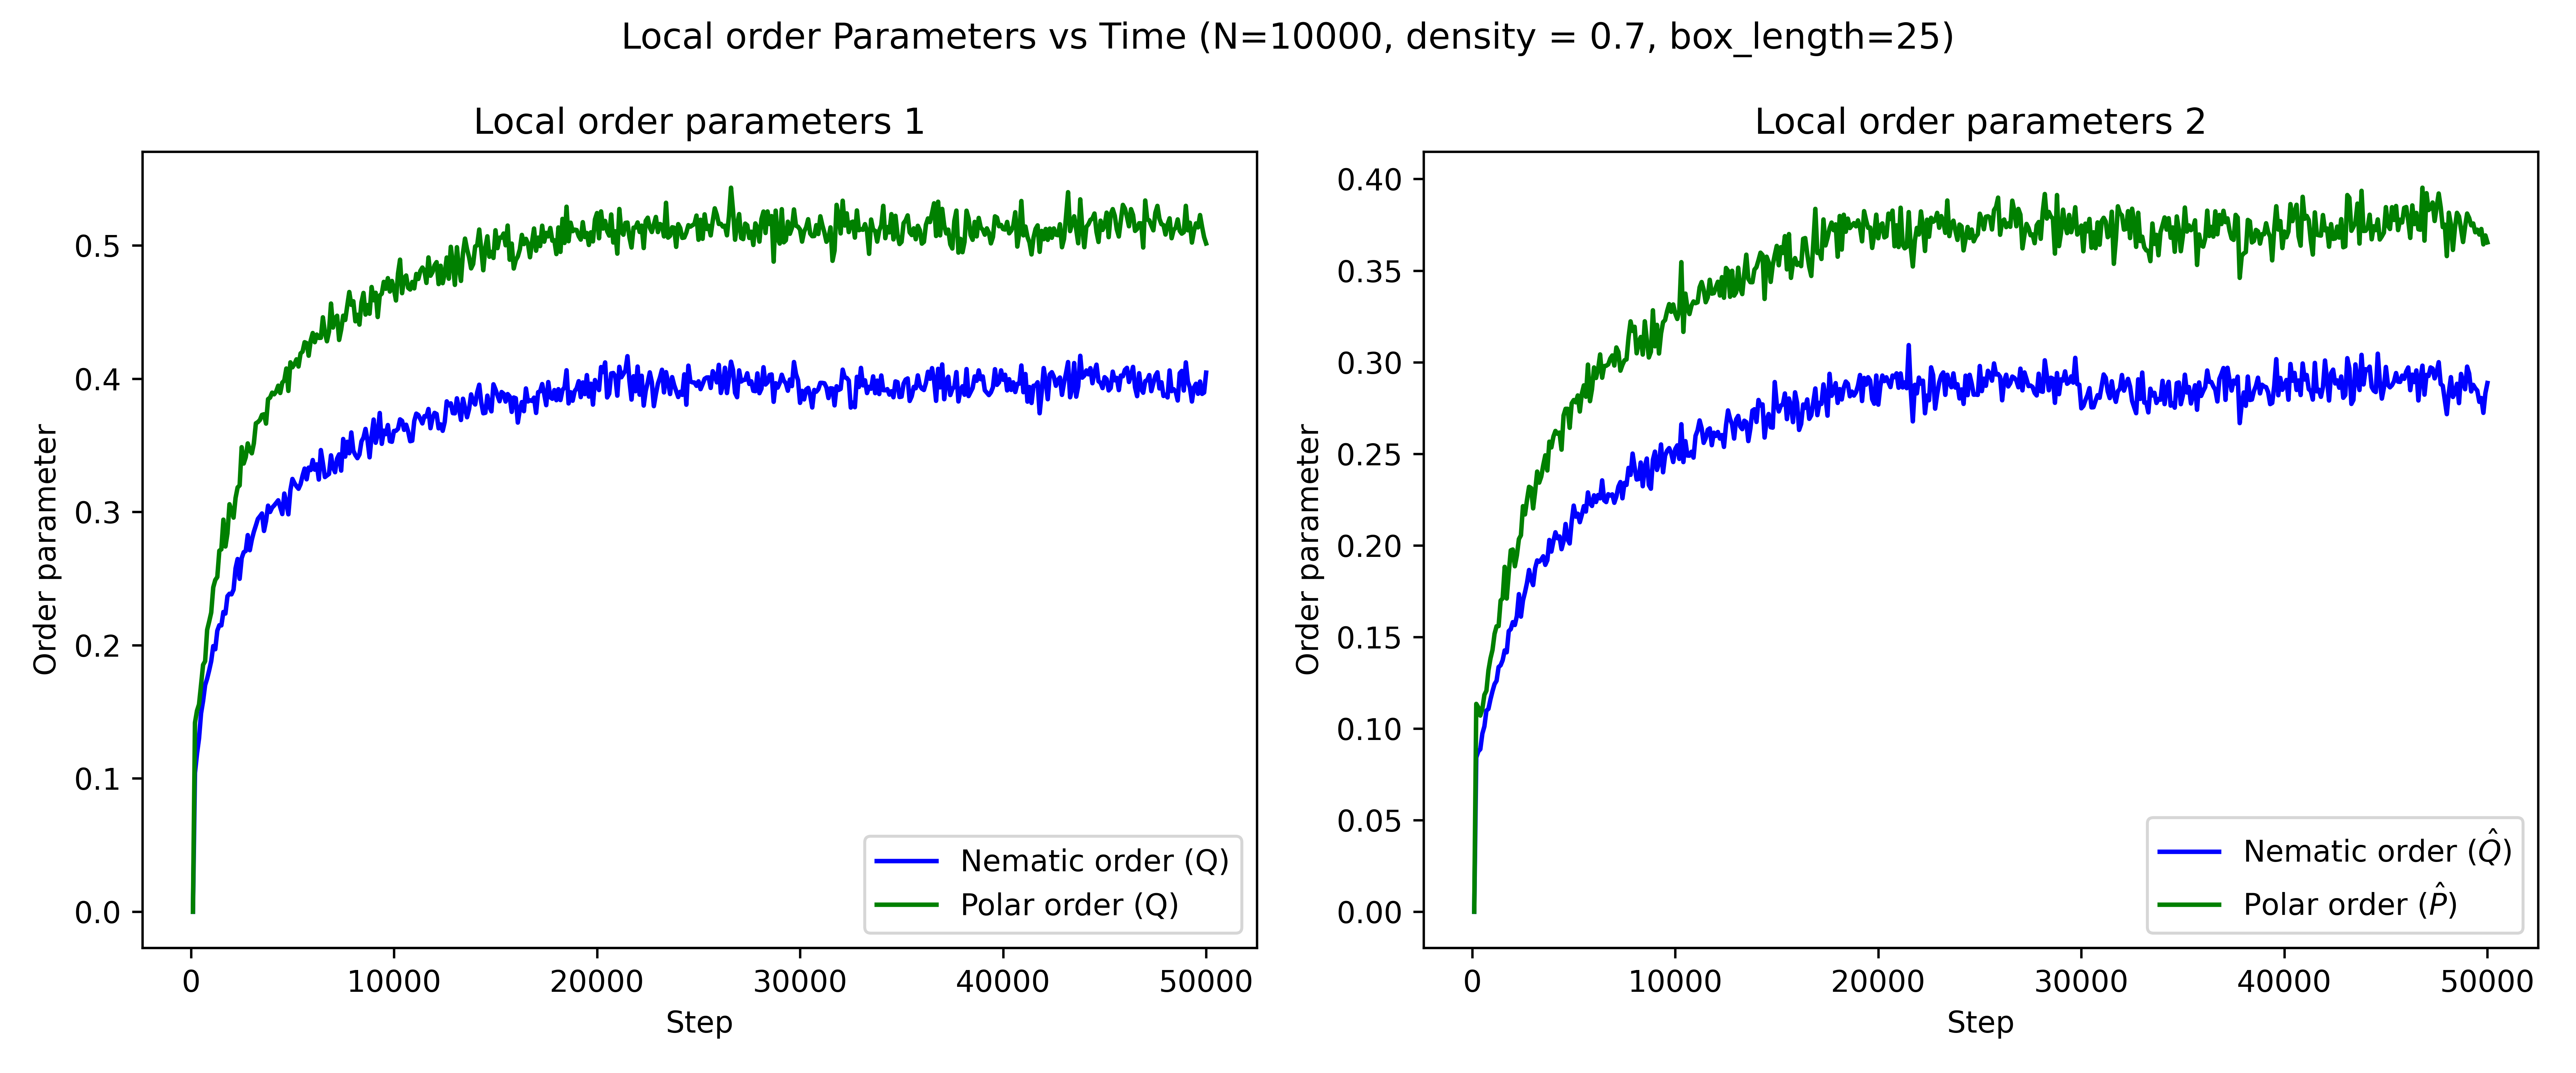 Local order Parameters vs Time (N=10000, density = 0.7, box_length=25)
Local order parameters 1
Order parameter
0.5
0.4
0.3
0.2
0.1
0.0
Nematic order (Q)
Polar order (Q)
0 10000 20000 30000 40000 50000
Step
Local order parameters 2
Order parameter
0.40
0.35
0.30
0.25
0.20
0.15
0.10
0.05
0.00
Nematic order (Q̂)
Polar order (P̂)
0 10000 20000 30000 40000 50000
Step